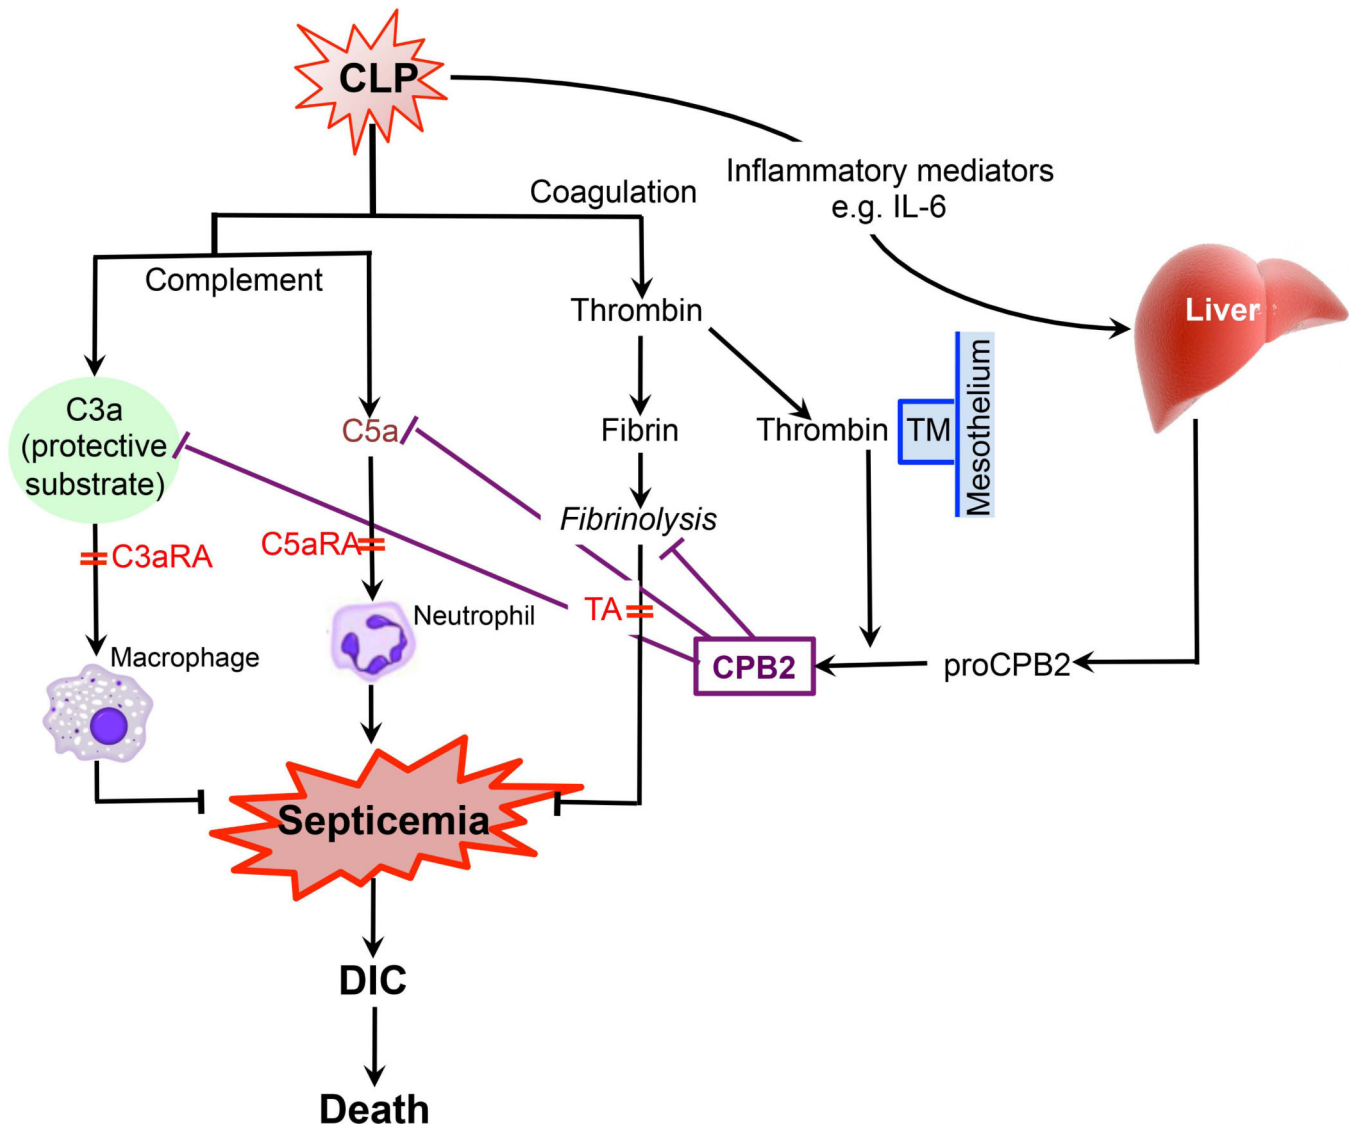 CLP
Coagulation
Inflammatory mediators
e.g. IL-6
Complement
Thrombin
Liver
C3a
(protective
substrate)
C5a
Fibrin
Thrombin
TM
Mesothelium
Fibrinolysis
C3aRA
C5aRA
TA
Neutrophil
Macrophage
CPB2
proCPB2
Septicemia
DIC
Death